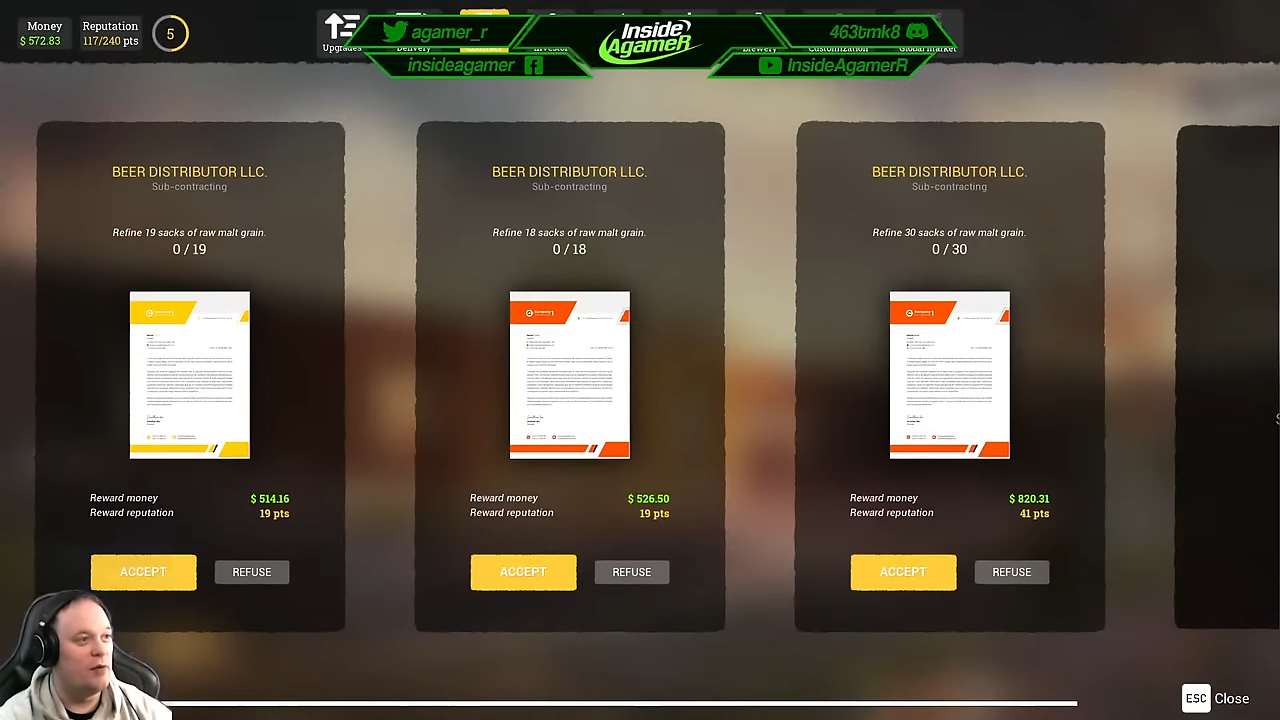 Money
$ 572.83
Reputation
117/240 pts
5
Upgrades
agamer_r
Inside
AgameR
463tmk8
insideagamer
InsideAgamerR
Customization
Global market
BEER DISTRIBUTOR LLC.
Sub-contracting
Refine 19 sacks of raw malt grain.
0 / 19
Reward money
$ 514.16
Reward reputation
19 pts
ACCEPT
REFUSE
BEER DISTRIBUTOR LLC.
Sub-contracting
Refine 18 sacks of raw malt grain.
0 / 18
Reward money
$ 526.50
Reward reputation
19 pts
ACCEPT
REFUSE
BEER DISTRIBUTOR LLC.
Sub-contracting
Refine 30 sacks of raw malt grain.
0 / 30
Reward money
$ 820.31
Reward reputation
41 pts
ACCEPT
REFUSE
ESC Close